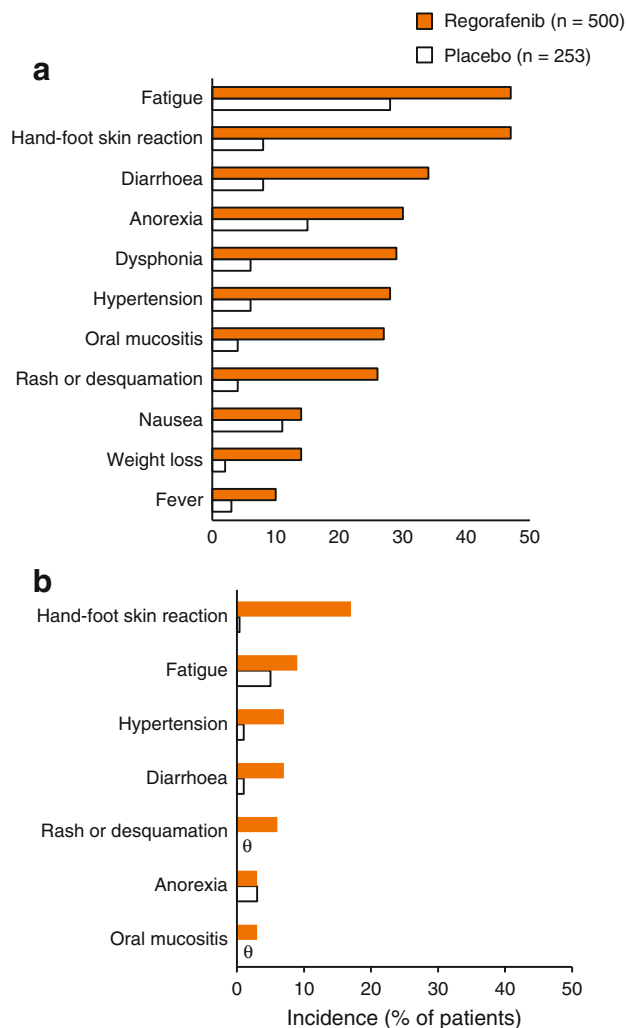 Regorafenib (n = 500)
Placebo (n = 253)
a
Fatigue
Hand-foot skin reaction
Diarrhoea
Anorexia
Dysphonia
Hypertension
Oral mucositis
Rash or desquamation
Nausea
Weight loss
Fever
0 10 20 30 40 50
b
Hand-foot skin reaction
Fatigue
Hypertension
Diarrhoea
Rash or desquamation
θ
Anorexia
Oral mucositis
θ
0 10 20 30 40 50
Incidence (% of patients)